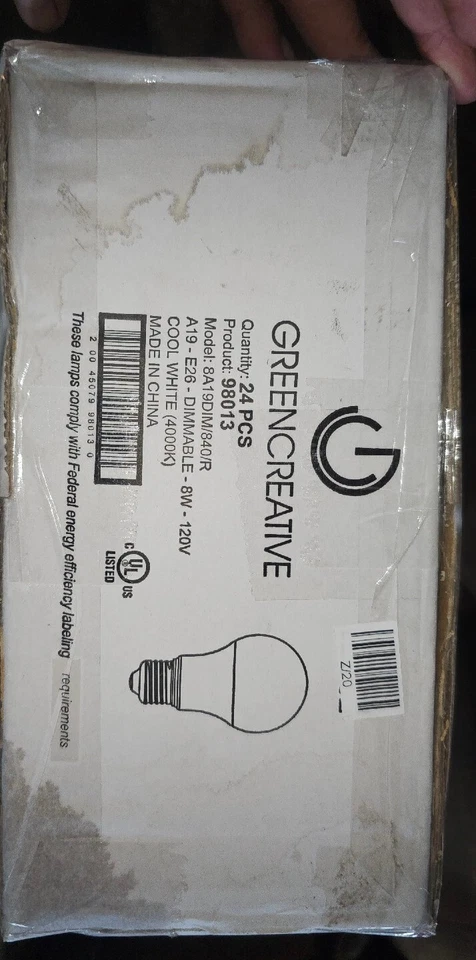 GREENCREATIVE
Quantity: 24 PCS
Product: 98013
Model: 8A19DIM/840/R
A19 - E26 - DIMMABLE - 8W - 120V
COOL WHITE (4000K)
MADE IN CHINA
2 00 45079 98013 0
C UL US
LISTED
These lamps comply with Federal energy efficiency labeling requirements